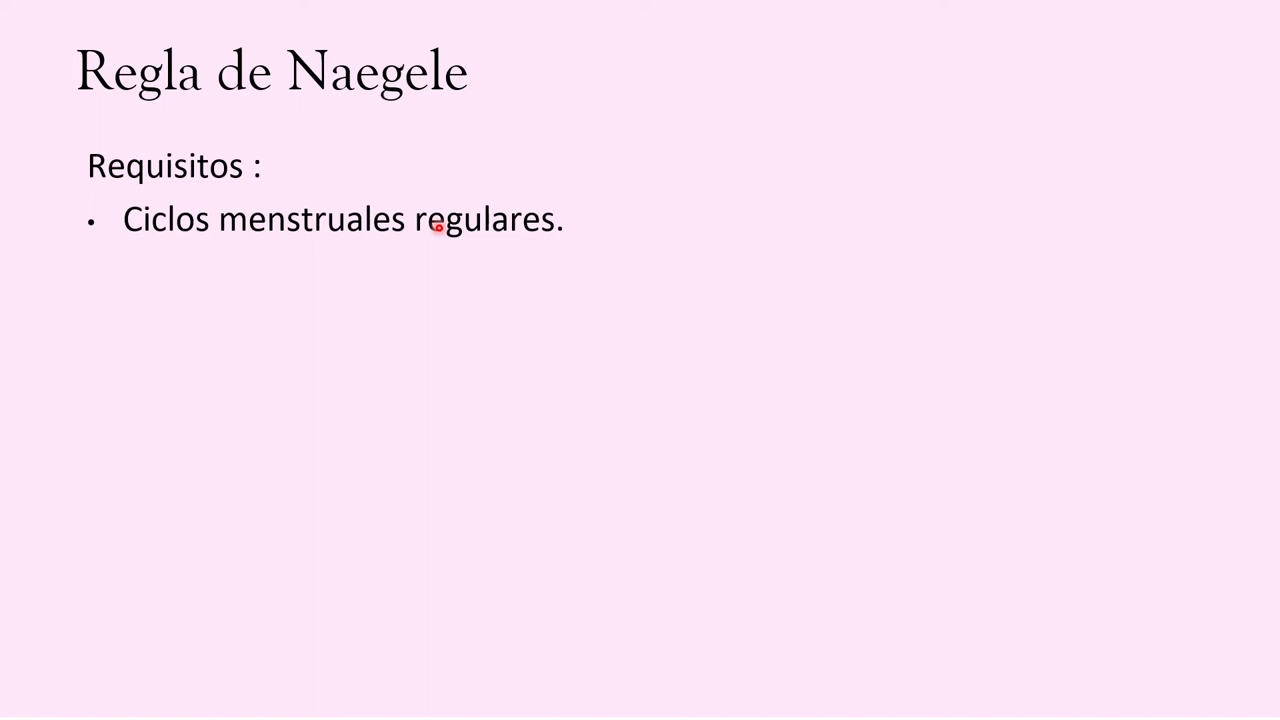 Regla de Naegele
Requisitos :
• Ciclos menstruales regulares.